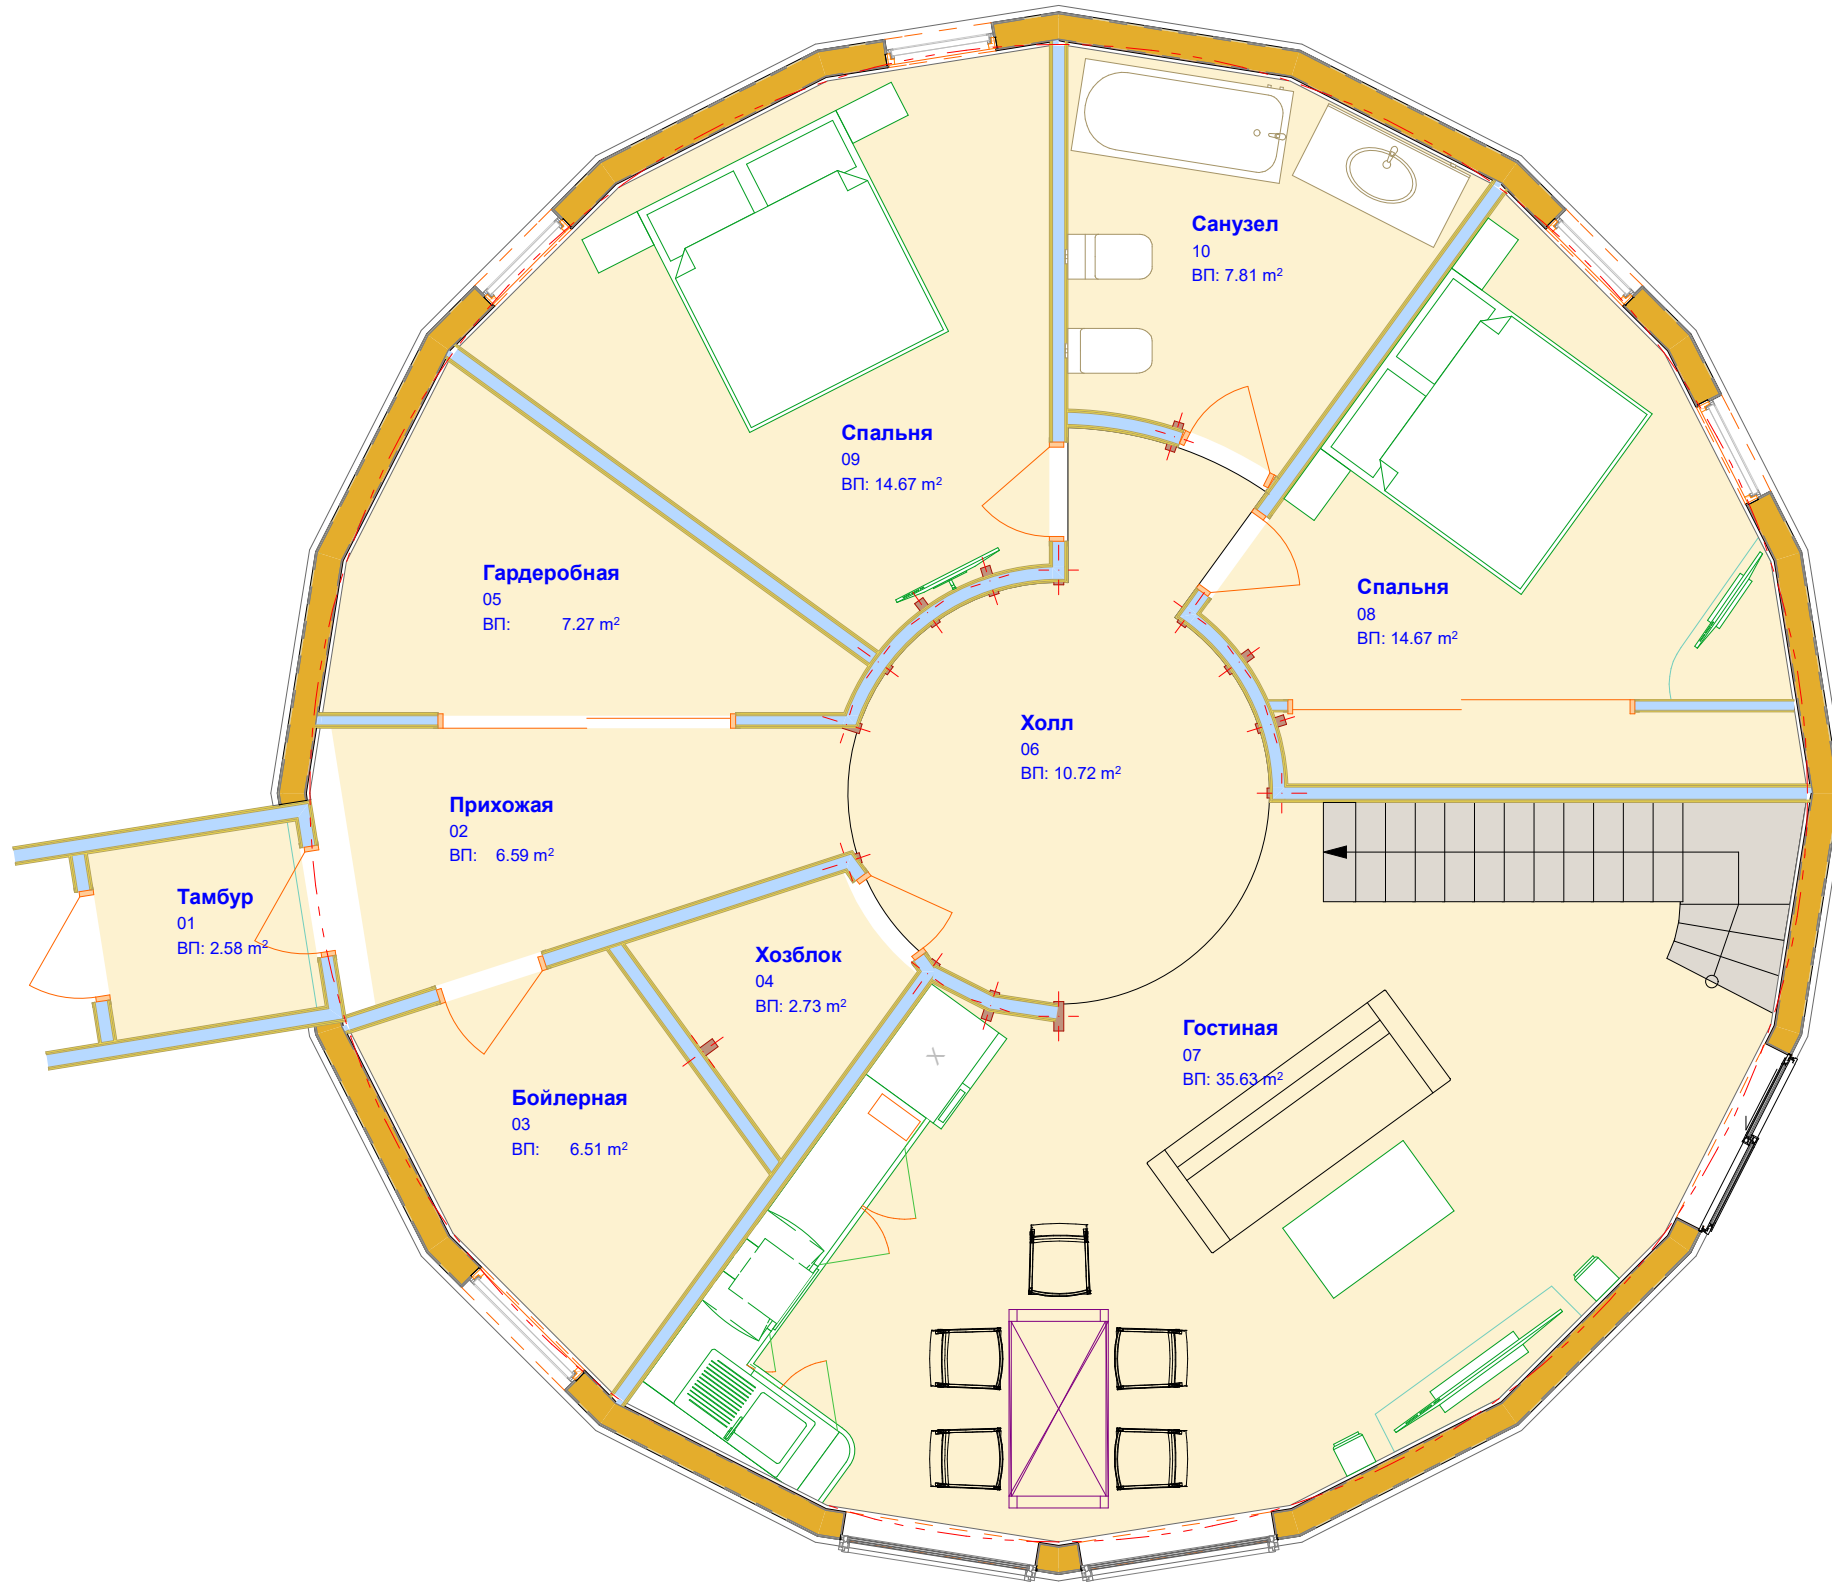 Санузел
10
ВП: 7.81 m²
Спальня
09
ВП: 14.67 m²
Гардеробная
05
ВП: 7.27 m²
Спальня
08
ВП: 14.67 m²
Холл
06
ВП: 10.72 m²
Прихожая
02
ВП: 6.59 m²
Тамбур
01
ВП: 2.58 m²
Хозблок
04
ВП: 2.73 m²
Гостиная
07
ВП: 35.63 m²
Бойлерная
03
ВП: 6.51 m²